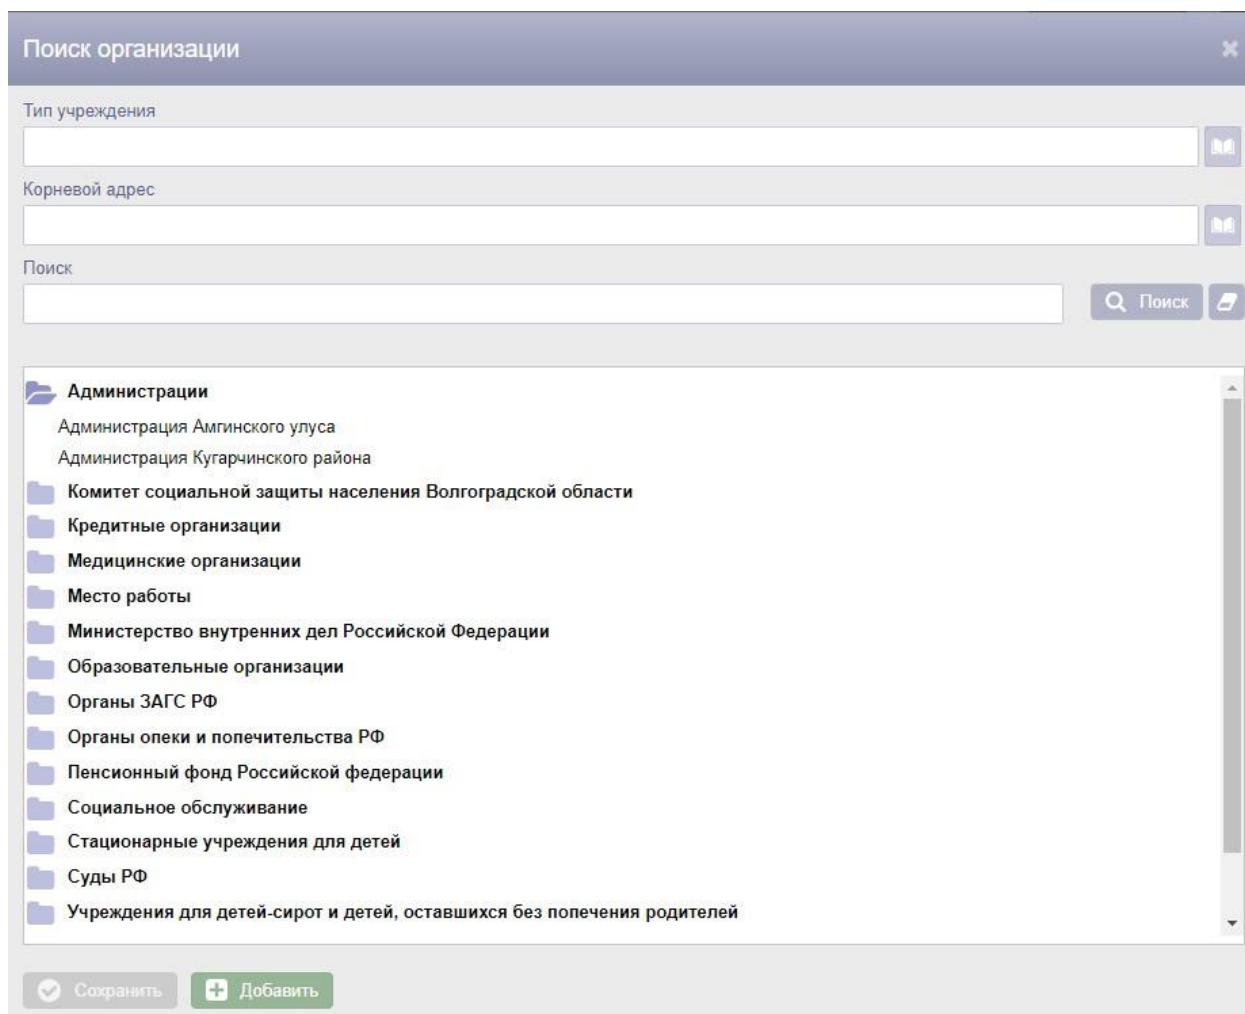 Поиск организации
Тип учреждения
Корневой адрес
Поиск
Поиск
Администрации
Администрация Амгинского улуса
Администрация Кугарчинского района
Комитет социальной защиты населения Волгоградской области
Кредитные организации
Медицинские организации
Место работы
Министерство внутренних дел Российской Федерации
Образовательные организации
Органы ЗАГС РФ
Органы опеки и попечительства РФ
Пенсионный фонд Российской федерации
Социальное обслуживание
Стационарные учреждения для детей
Суды РФ
Учреждения для детей-сирот и детей, оставшихся без попечения родителей
Сохранить Добавить